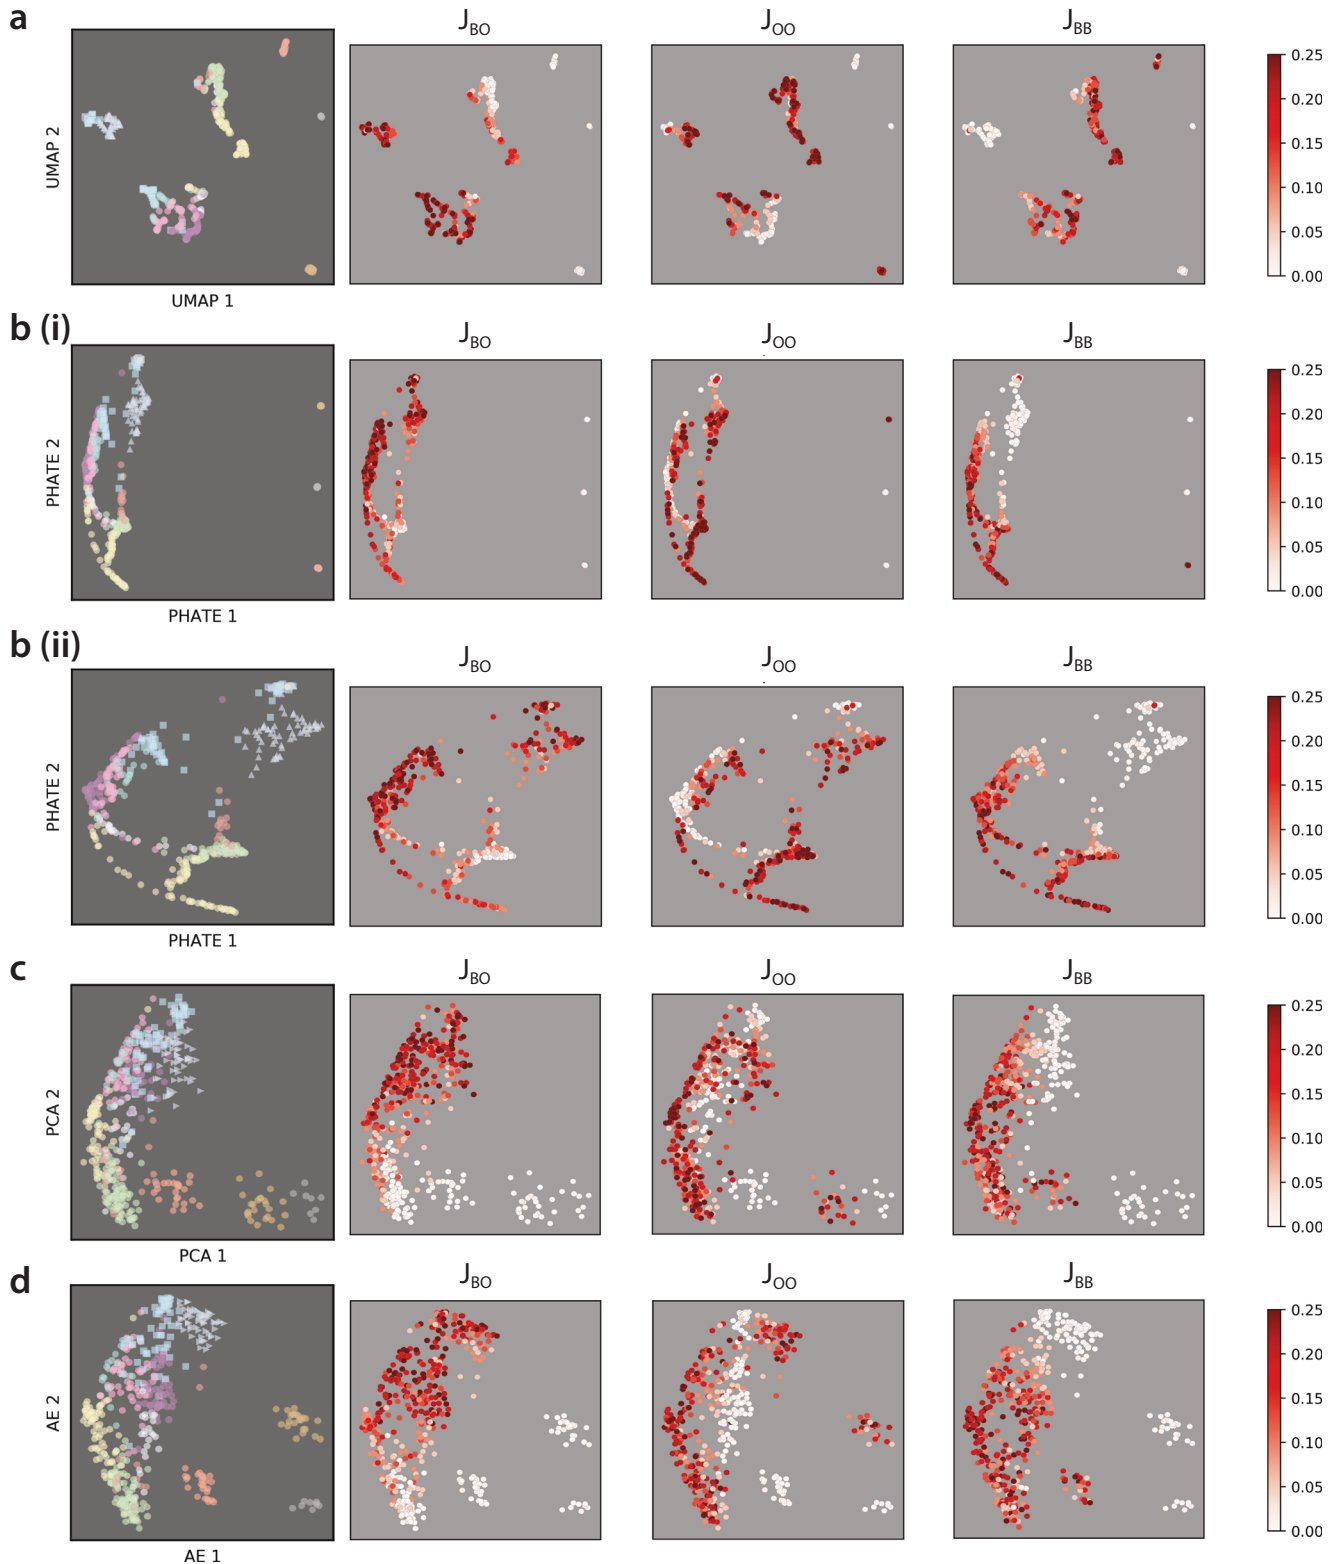 a
J_BO
J_OO
J_BB
UMAP 2
UMAP 1
0.25
0.20
0.15
0.10
0.05
0.00
b (i)
J_BO
J_OO
J_BB
PHATE 2
PHATE 1
0.25
0.20
0.15
0.10
0.05
0.00
b (ii)
J_BO
J_OO
J_BB
PHATE 2
PHATE 1
0.25
0.20
0.15
0.10
0.05
0.00
c
J_BO
J_OO
J_BB
PCA 2
PCA 1
0.25
0.20
0.15
0.10
0.05
0.00
d
J_BO
J_OO
J_BB
AE 2
AE 1
0.25
0.20
0.15
0.10
0.05
0.00